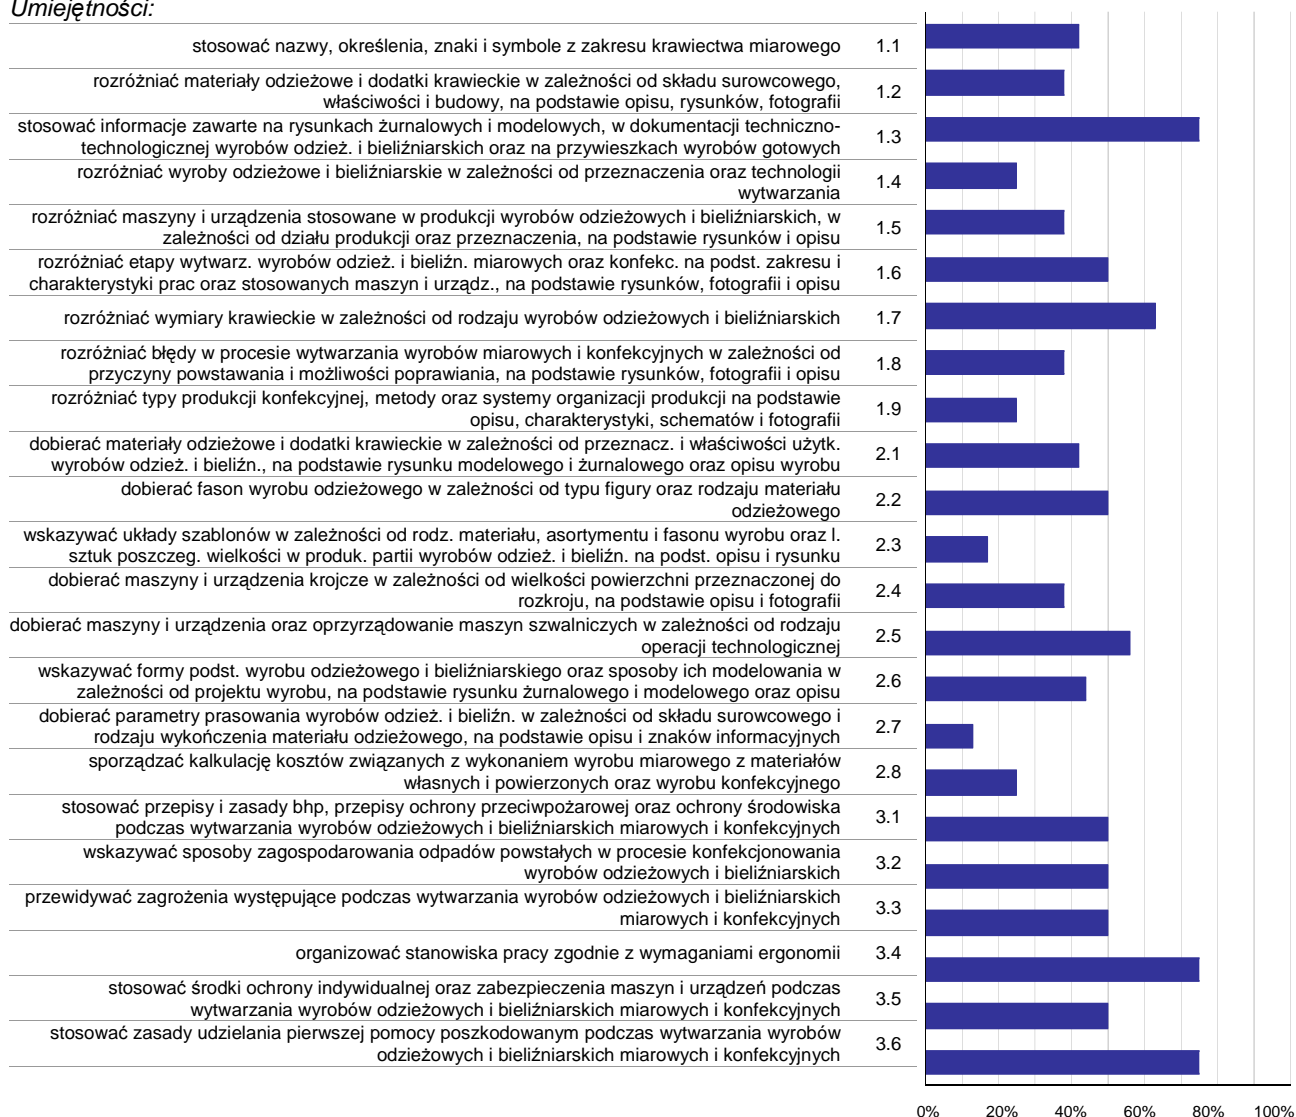 Umiejętności:
stosować nazwy, określenia, znaki i symbole z zakresu krawiectwa miarowego 1.1
rozróżniać materiały odzieżowe i dodatki krawieckie w zależności od składu surowcowego,
właściwości i budowy, na podstawie opisu, rysunków, fotografii 1.2
stosować informacje zawarte na rysunkach żurnalowych i modelowych, w dokumentacji techniczno-
technologicznej wyrobów odzież. i bieliźniarskich oraz na przywieszkach wyrobów gotowych 1.3
rozróżniać wyroby odzieżowe i bieliźniarskie w zależności od przeznaczenia oraz technologii
wytwarzania 1.4
rozróżniać maszyny i urządzenia stosowane w produkcji wyrobów odzieżowych i bieliźniarskich, w
zależności od działu produkcji oraz przeznaczenia, na podstawie rysunków i opisu 1.5
rozróżniać etapy wytwarz. wyrobów odzież. i bieliźn. miarowych oraz konfekc. na podst. zakresu i
charakterystyki prac oraz stosowanych maszyn i urządz., na podstawie rysunków, fotografii i opisu 1.6
rozróżniać wymiary krawieckie w zależności od rodzaju wyrobów odzieżowych i bieliźniarskich 1.7
rozróżniać błędy w procesie wytwarzania wyrobów miarowych i konfekcyjnych w zależności od
przyczyny powstawania i możliwości poprawiania, na podstawie rysunków, fotografii i opisu 1.8
rozróżniać typy produkcji konfekcyjnej, metody oraz systemy organizacji produkcji na podstawie
opisu, charakterystyki, schematów i fotografii 1.9
dobierać materiały odzieżowe i dodatki krawieckie w zależności od przeznacz. i właściwości użytk.
wyrobów odzież. i bieliźn., na podstawie rysunku modelowego i żurnalowego oraz opisu wyrobu 2.1
dobierać fason wyrobu odzieżowego w zależności od typu figury oraz rodzaju materiału
odzieżowego 2.2
wskazywać układy szablonów w zależności od rodz. materiału, asortymentu i fasonu wyrobu oraz l.
sztuk poszczeg. wielkości w produk. partii wyrobów odzież. i bieliźn. na podst. opisu i rysunku 2.3
dobierać maszyny i urządzenia krojcze w zależności od wielkości powierzchni przeznaczonej do
rozkroju, na podstawie opisu i fotografii 2.4
dobierać maszyny i urządzenia oraz oprzyrządowanie maszyn szwalniczych w zależności od rodzaju
operacji technologicznej 2.5
wskazywać formy podst. wyrobu odzieżowego i bieliźniarskiego oraz sposoby ich modelowania w
zależności od projektu wyrobu, na podstawie rysunku żurnalowego i modelowego oraz opisu 2.6
dobierać parametry prasowania wyrobów odzież. i bieliźn. w zależności od składu surowcowego i
rodzaju wykończenia materiału odzieżowego, na podstawie opisu i znaków informacyjnych 2.7
sporządzać kalkulację kosztów związanych z wykonaniem wyrobu miarowego z materiałów
własnych i powierzonych oraz wyrobu konfekcyjnego 2.8
stosować przepisy i zasady bhp, przepisy ochrony przeciwpożarowej oraz ochrony środowiska
podczas wytwarzania wyrobów odzieżowych i bieliźniarskich miarowych i konfekcyjnych 3.1
wskazywać sposoby zagospodarowania odpadów powstałych w procesie konfekcjonowania
wyrobów odzieżowych i bieliźniarskich 3.2
przewidywać zagrożenia występujące podczas wytwarzania wyrobów odzieżowych i bieliźniarskich
miarowych i konfekcyjnych 3.3
organizować stanowiska pracy zgodnie z wymaganiami ergonomii 3.4
stosować środki ochrony indywidualnej oraz zabezpieczenia maszyn i urządzeń podczas
wytwarzania wyrobów odzieżowych i bieliźniarskich miarowych i konfekcyjnych 3.5
stosować zasady udzielania pierwszej pomocy poszkodowanym podczas wytwarzania wyrobów
odzieżowych i bieliźniarskich miarowych i konfekcyjnych 3.6
0% 20% 40% 60% 80% 100%